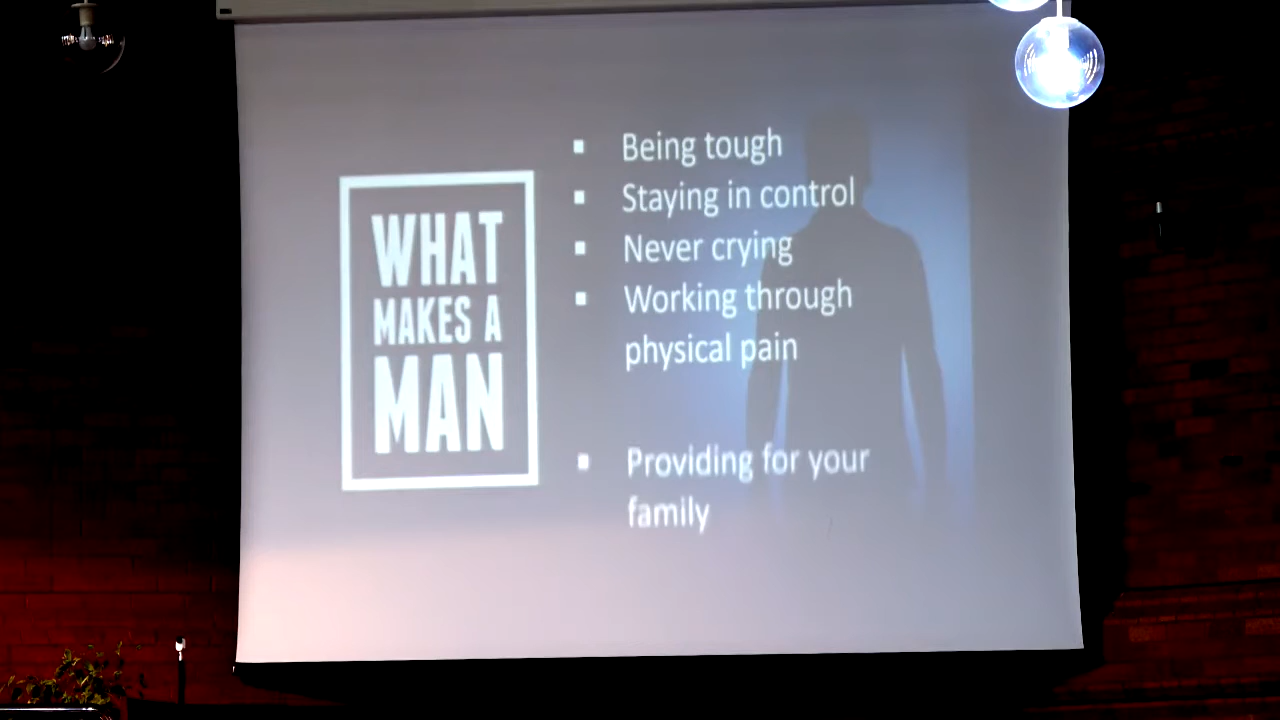 WHAT
MAKES A
MAN
Being tough
Staying in control
Never crying
Working through
physical pain
Providing for your
family